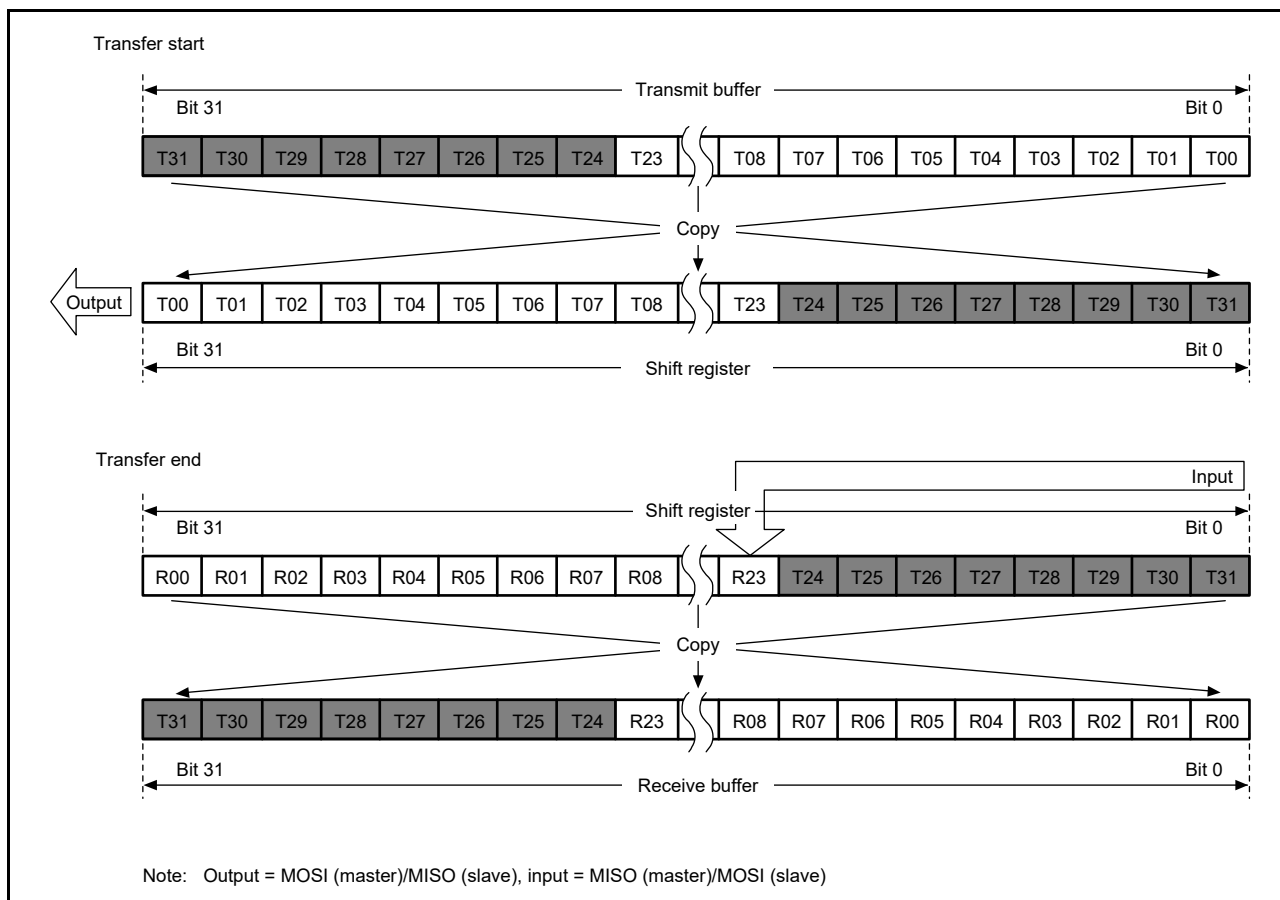 Transfer start
Transmit buffer
Bit 31 Bit 0
T31 T30 T29 T28 T27 T26 T25 T24 T23 T08 T07 T06 T05 T04 T03 T02 T01 T00
Copy
Output T00 T01 T02 T03 T04 T05 T06 T07 T08 T23 T24 T25 T26 T27 T28 T29 T30 T31
Bit 31 Bit 0
Shift register
Transfer end
Input
Shift register
Bit 31 Bit 0
R00 R01 R02 R03 R04 R05 R06 R07 R08 R23 T24 T25 T26 T27 T28 T29 T30 T31
Copy
T31 T30 T29 T28 T27 T26 T25 T24 R23 R08 R07 R06 R05 R04 R03 R02 R01 R00
Bit 31 Bit 0
Receive buffer
Note: Output = MOSI (master)/MISO (slave), input = MISO (master)/MOSI (slave)